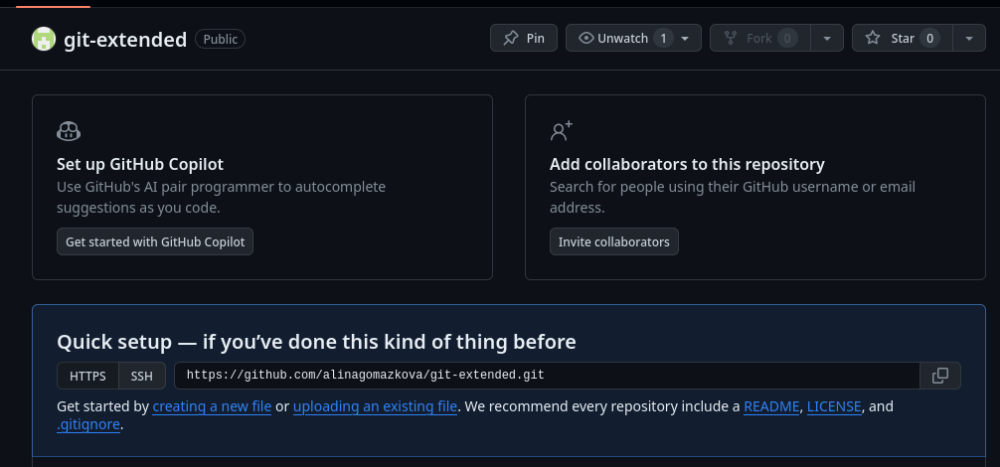 git-extended Public Pin Unwatch 1 Fork 0 Star 0
Set up GitHub Copilot
Use GitHub's AI pair programmer to autocomplete
suggestions as you code.
Get started with GitHub Copilot
Add collaborators to this repository
Search for people using their GitHub username or email
address.
Invite collaborators
Quick setup — if you’ve done this kind of thing before
HTTPS SSH https://github.com/alinagomazkova/git-extended.git
Get started by creating a new file or uploading an existing file. We recommend every repository include a README, LICENSE, and
.gitignore.